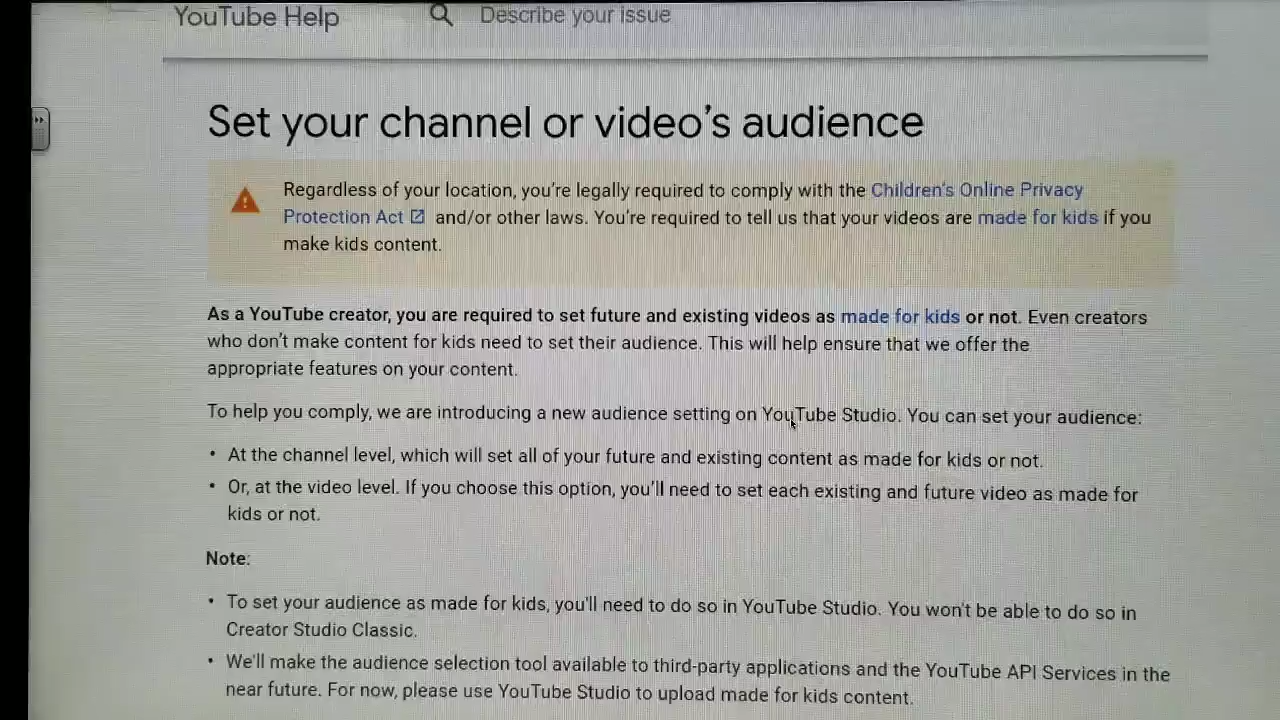 YouTube Help
Describe your issue
Set your channel or video's audience
Regardless of your location, you're legally required to comply with the Children's Online Privacy
Protection Act and/or other laws. You're required to tell us that your videos are made for kids if you
make kids content.
As a YouTube creator, you are required to set future and existing videos as made for kids or not. Even creators
who don't make content for kids need to set their audience. This will help ensure that we offer the
appropriate features on your content.
To help you comply, we are introducing a new audience setting on YouTube Studio. You can set your audience:
• At the channel level, which will set all of your future and existing content as made for kids or not.
• Or, at the video level. If you choose this option, you'll need to set each existing and future video as made for
kids or not.
Note:
• To set your audience as made for kids, you'll need to do so in YouTube Studio. You won't be able to do so in
Creator Studio Classic.
• We'll make the audience selection tool available to third-party applications and the YouTube API Services in the
near future. For now, please use YouTube Studio to upload made for kids content.